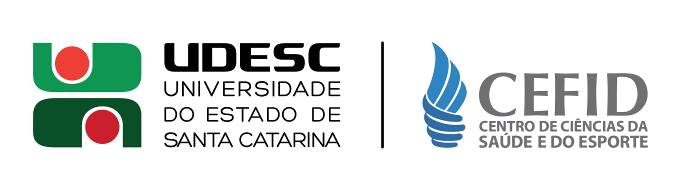 UDESC
UNIVERSIDADE
DO ESTADO DE
SANTA CATARINA
CEFID
CENTRO DE CIÊNCIAS DA
SAÚDE E DO ESPORTE